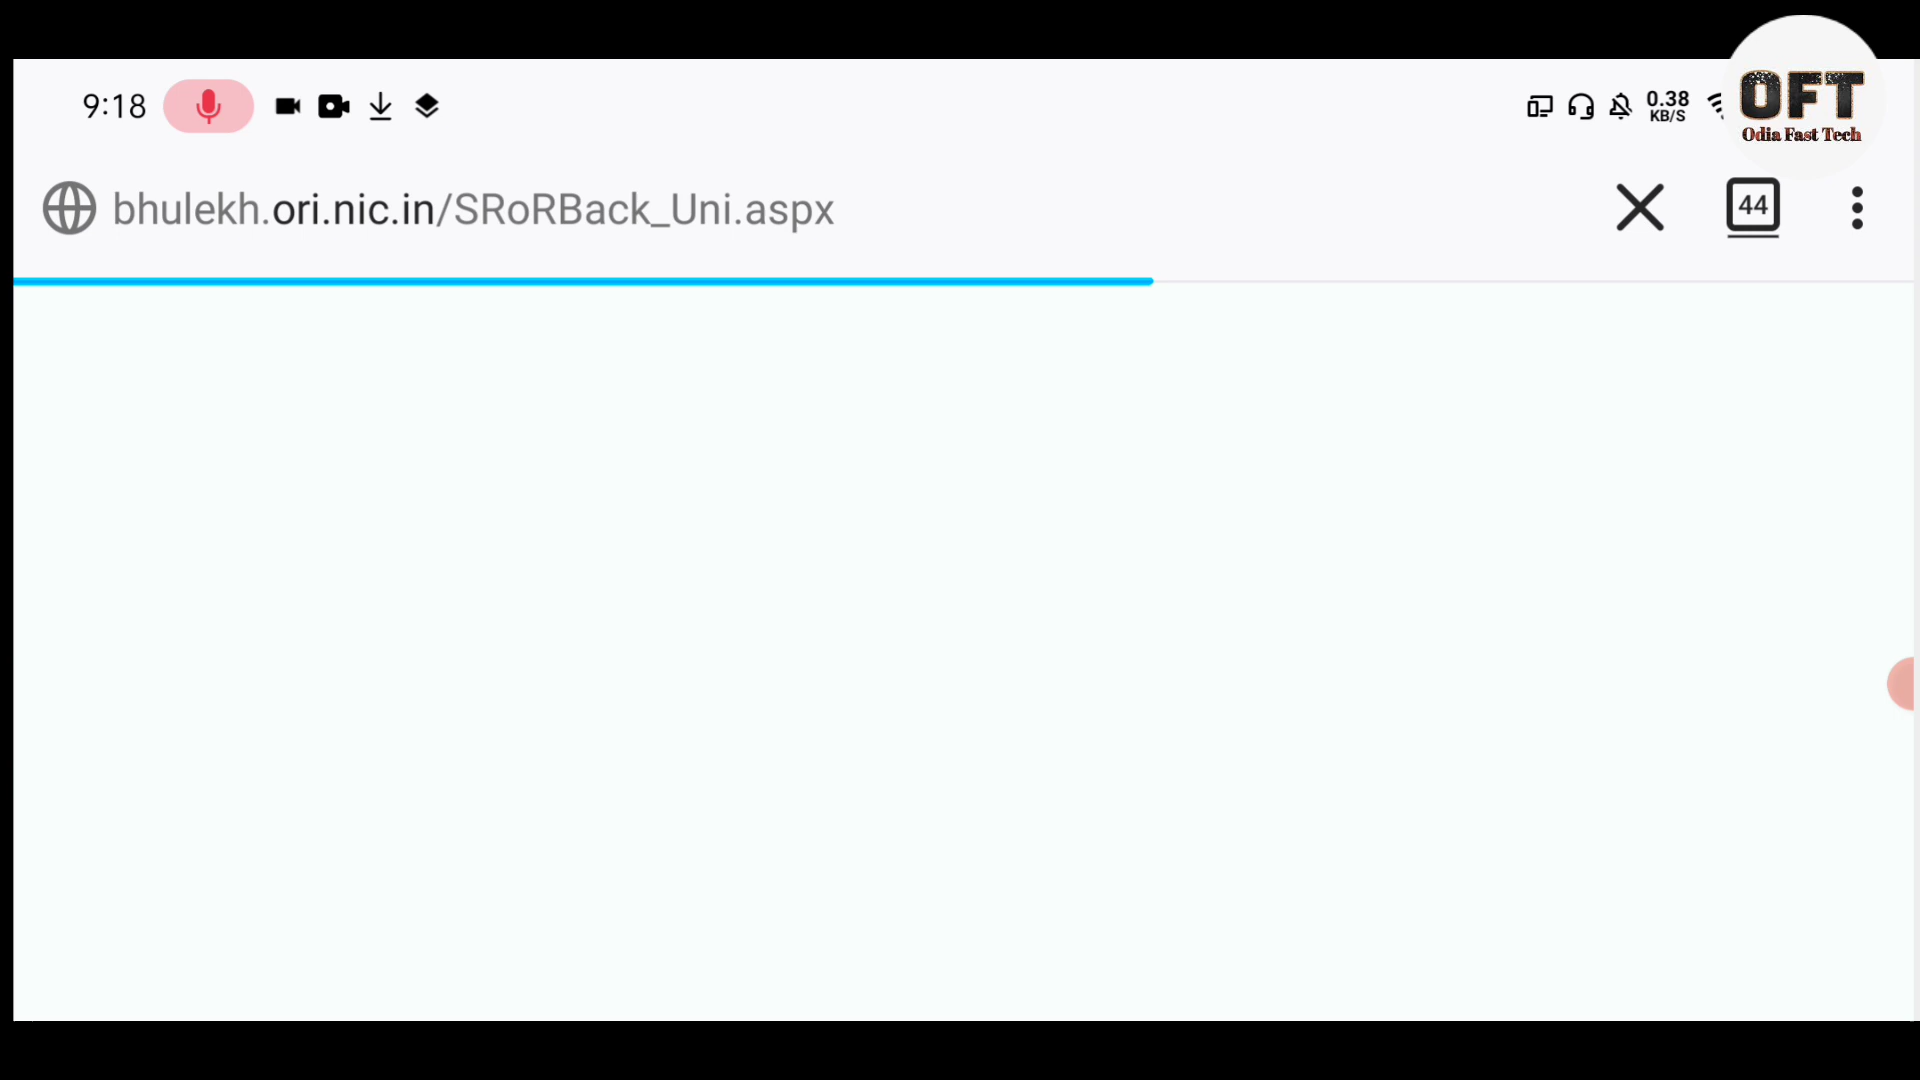 9:18
0.38
KB/S
OFT
Odia Fast Tech
bhulekh.ori.nic.in/SRoRBack_Uni.aspx
44